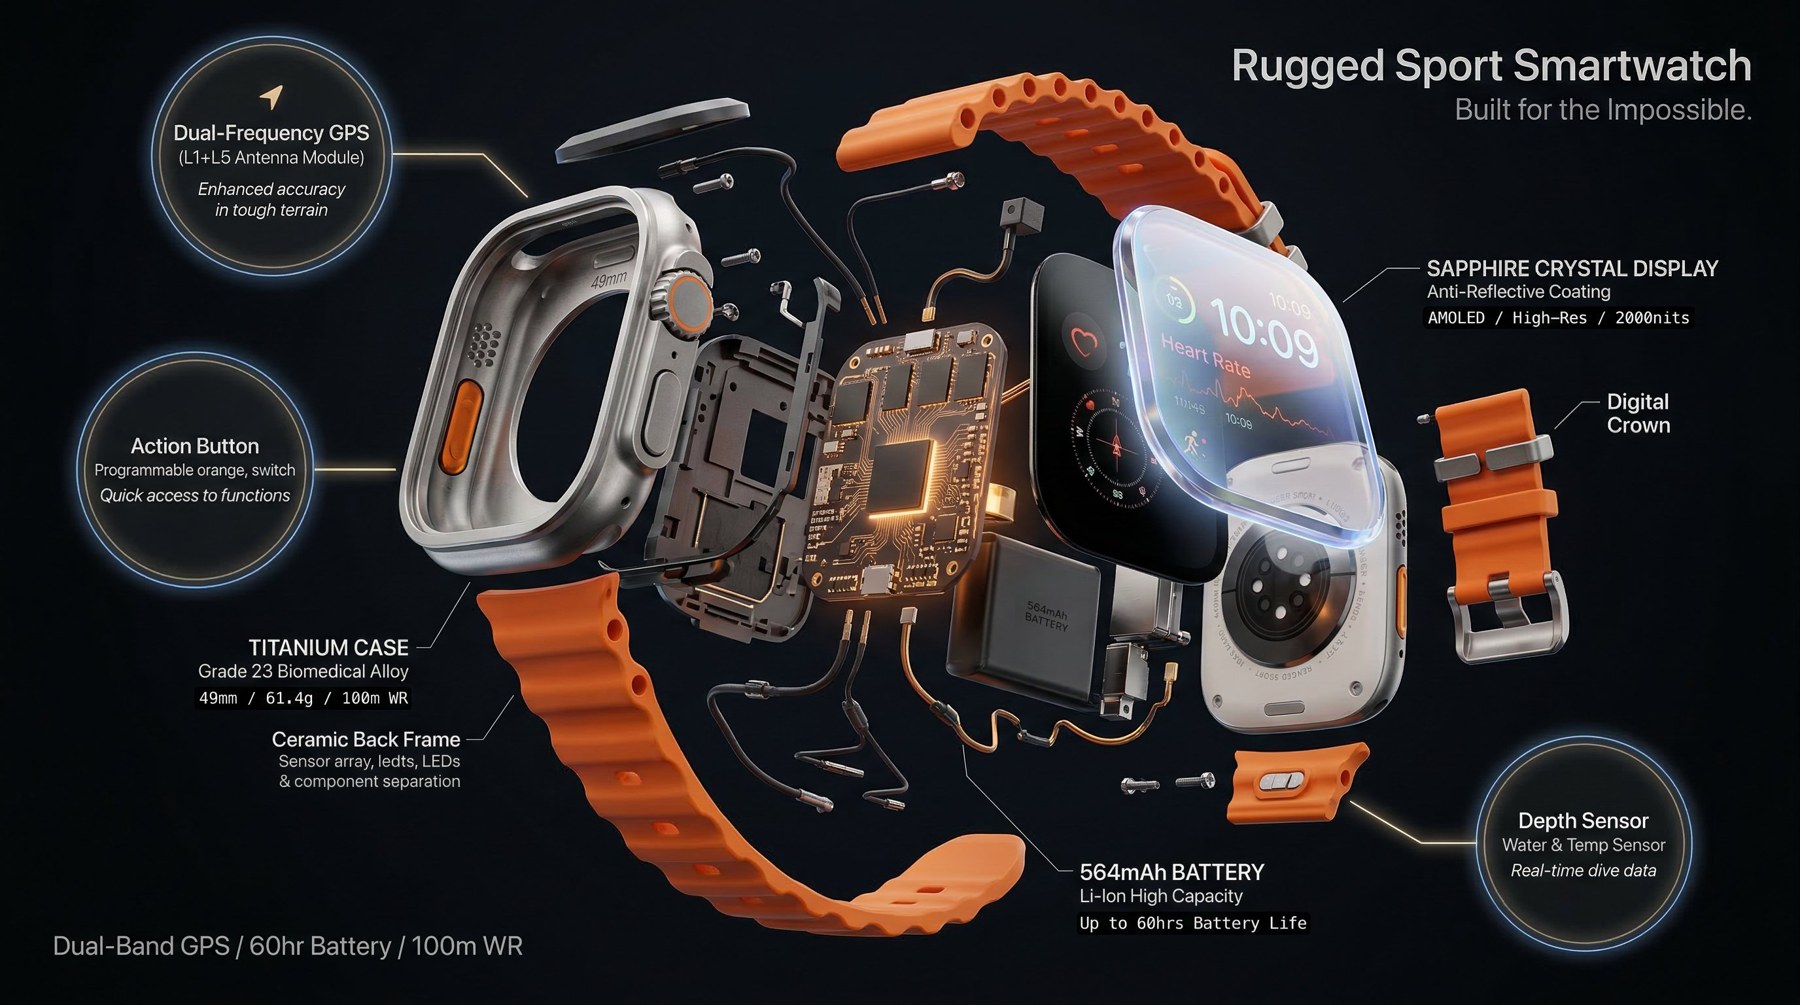 Rugged Sport Smartwatch
Built for the Impossible.
Dual-Frequency GPS
(L1+L5 Antenna Module)
Enhanced accuracy
in tough terrain
49mm
SAPPHIRE CRYSTAL DISPLAY
Anti-Reflective Coating
AMOLED / High-Res / 2000nits
10:09
10:09
Heart Rate
10:09
Digital
Crown
Action Button
Programmable orange, switch
Quick access to functions
564mAh
BATTERY
TITANIUM CASE
Grade 23 Biomedical Alloy
49mm / 61.4g / 100m WR
Ceramic Back Frame
Sensor array, ledts, LEDs
& component separation
Depth Sensor
Water & Temp Sensor
Real-time dive data
564mAh BATTERY
Li-Ion High Capacity
Up to 60hrs Battery Life
Dual-Band GPS / 60hr Battery / 100m WR